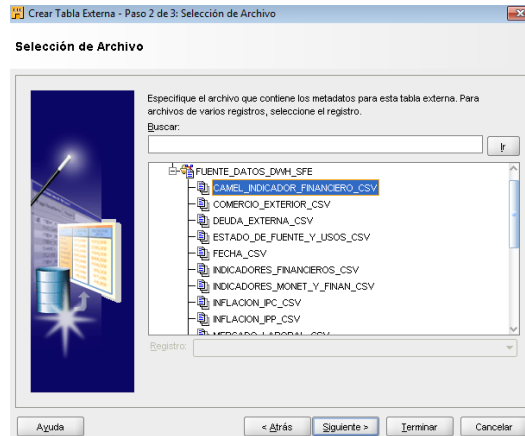 Crear Tabla Externa - Paso 2 de 3: Selección de Archivo
Selección de Archivo
Especifique el archivo que contiene los metadatos para esta tabla externa. Para
archivos de varios registros, seleccione el registro.
Buscar:
Ir
FUENTE_DATOS_DWH_SFE
CAMEL_INDICADOR_FINANCIERO_CSV
COMERCIO_EXTERIOR_CSV
DEUDA_EXTERNA_CSV
ESTADO_DE_FUENTE_Y_USOS_CSV
FECHA_CSV
INDICADORES_FINANCIEROS_CSV
INDICADORES_MONET_Y_FINAN_CSV
INFLACION_IPC_CSV
INFLACION_IPP_CSV
MERCADO_LABORAL_CSV
Registro:
Ayuda
< Atrás
Siguiente >
Terminar
Cancelar